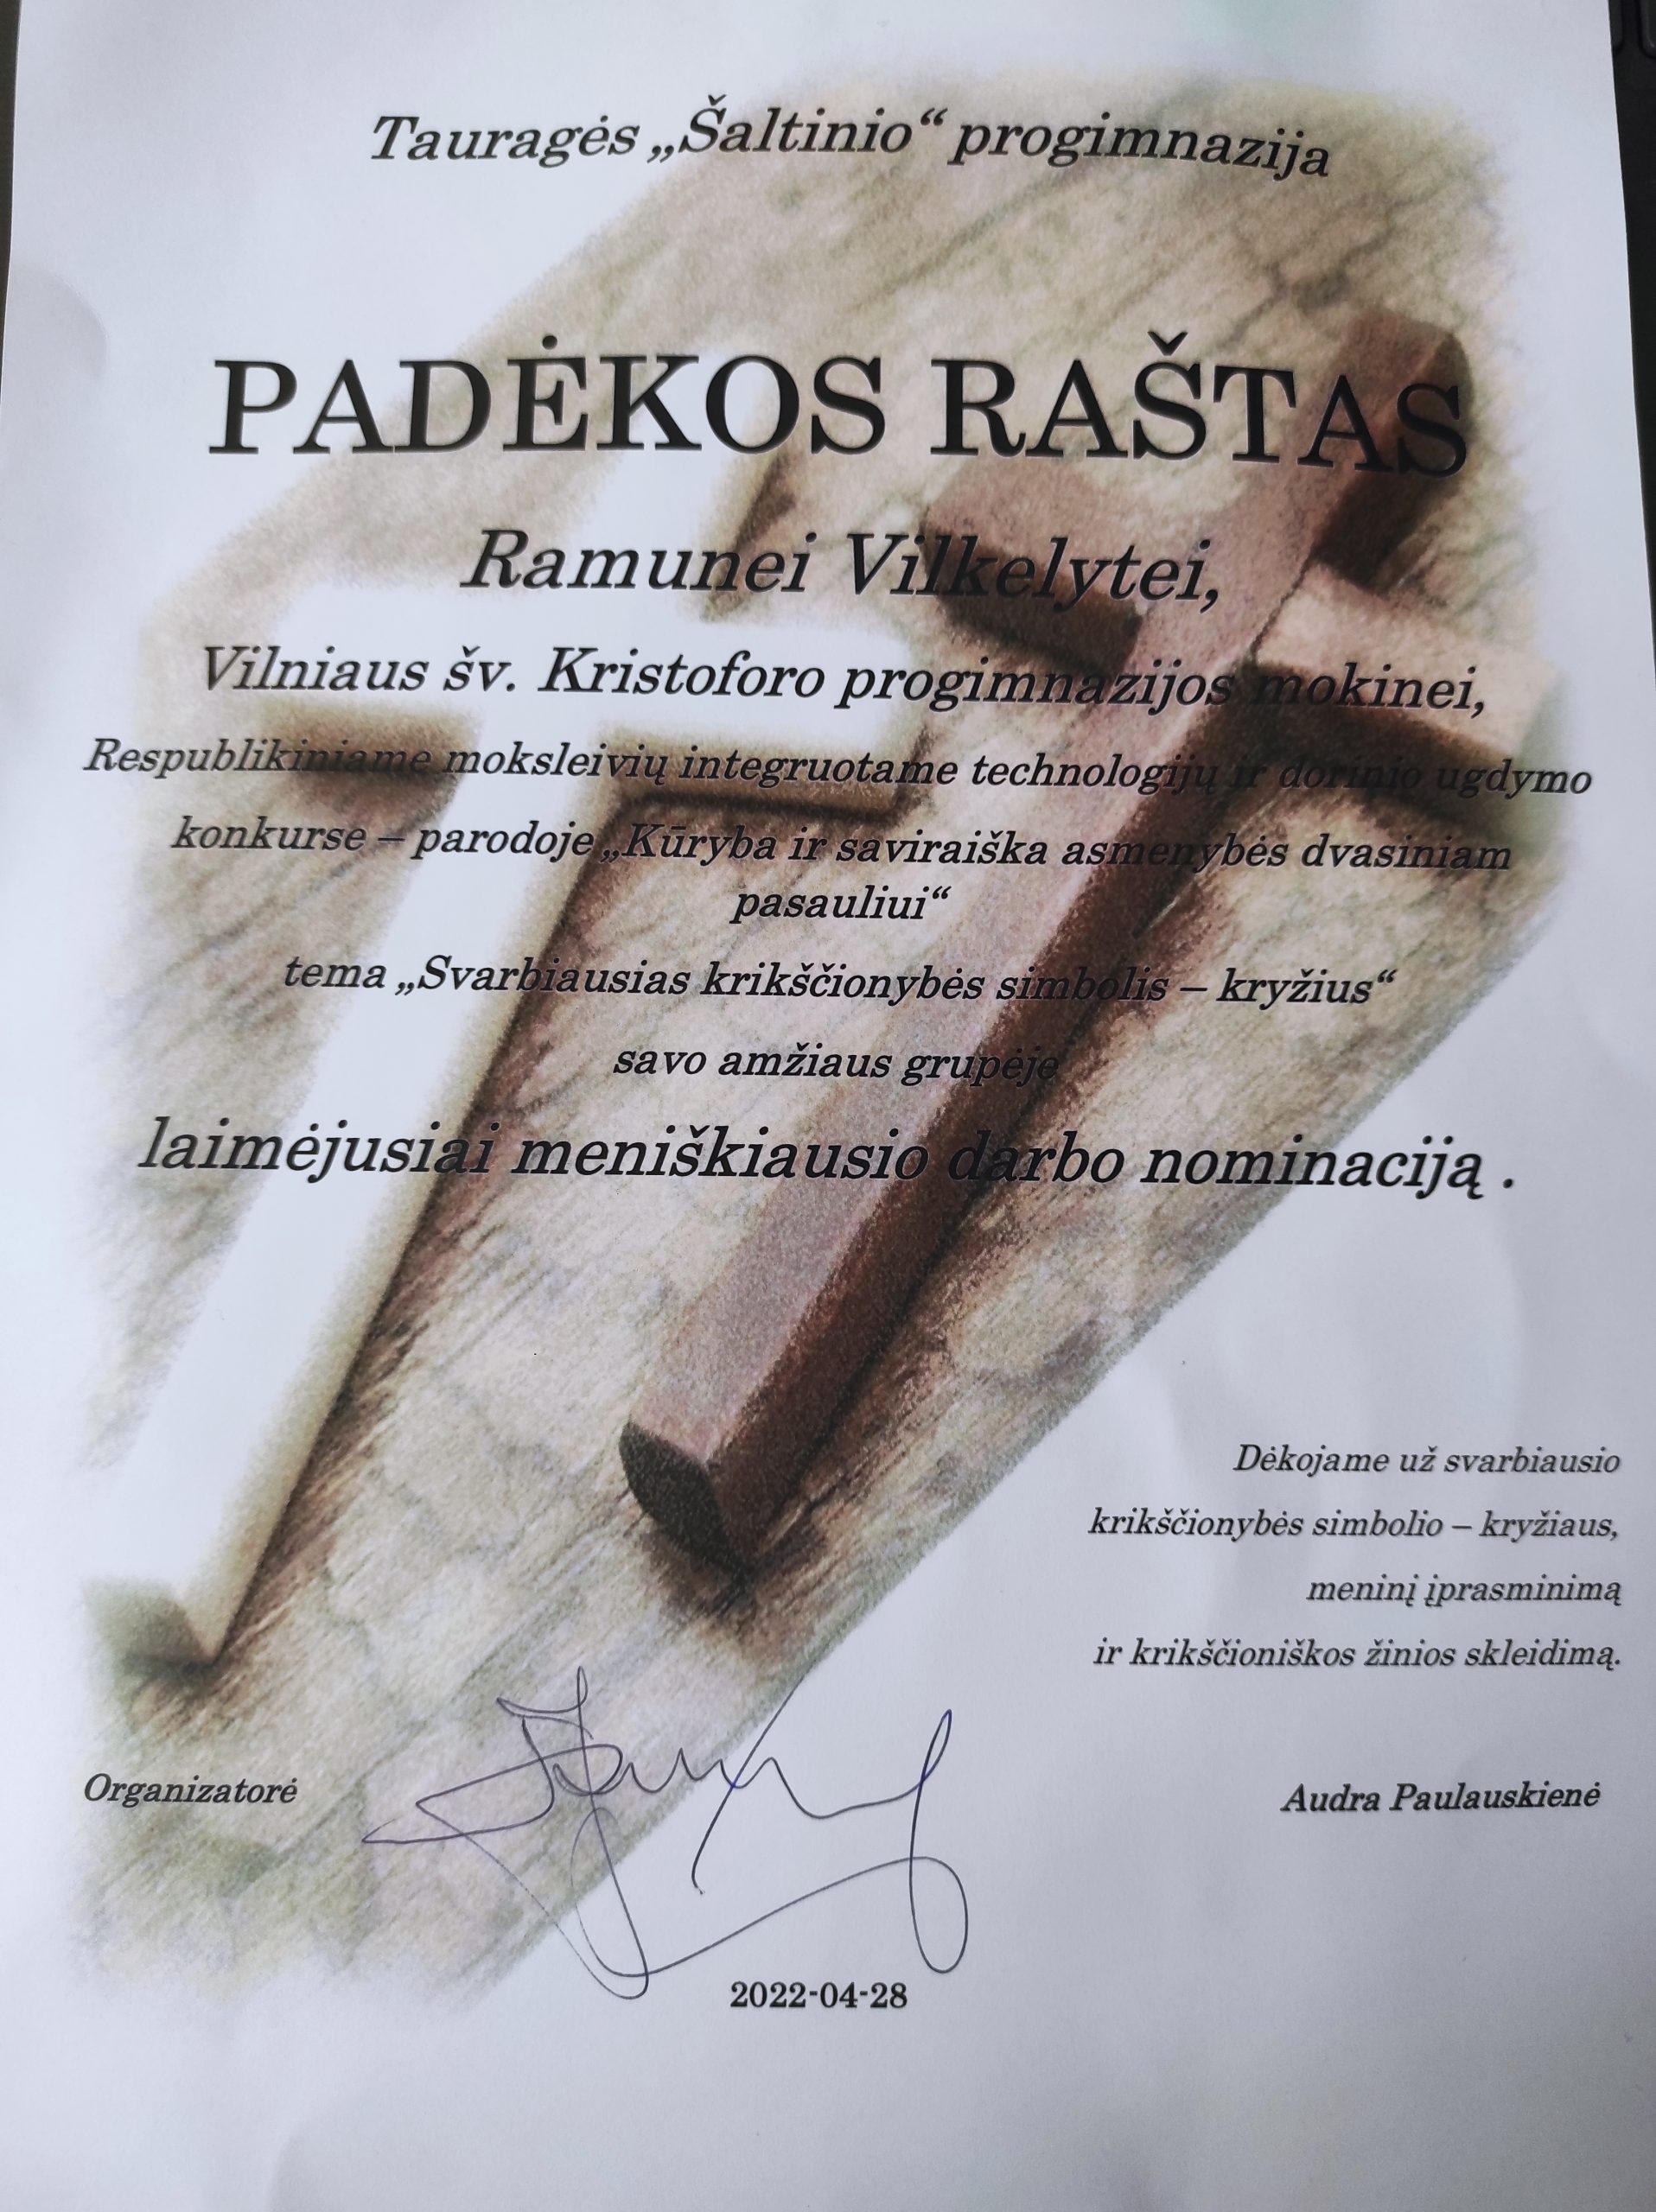 Tauragės „Šaltinio“ progimnazija
PADĖKOS RAŠTAS
Ramunei Vilkelytei,
Vilniaus šv. Kristoforo progimnazijos mokinei,
Respublikiniame moksleivių integruotame technologijų ir dorinio ugdymo
konkurse – parodoje „Kūryba ir saviraiška asmenybės dvasiniam
pasauliui“
tema „Svarbiausias krikščionybės simbolis – kryžius“
savo amžiaus grupėje
laimėjusiai meniškiausio darbo nominaciją .
Dėkojame už svarbiausio
krikščionybės simbolio – kryžiaus,
meninį įprasminimą
ir krikščioniškos žinios skleidimą.
Organizatorė
Audra Paulauskienė
2022-04-28